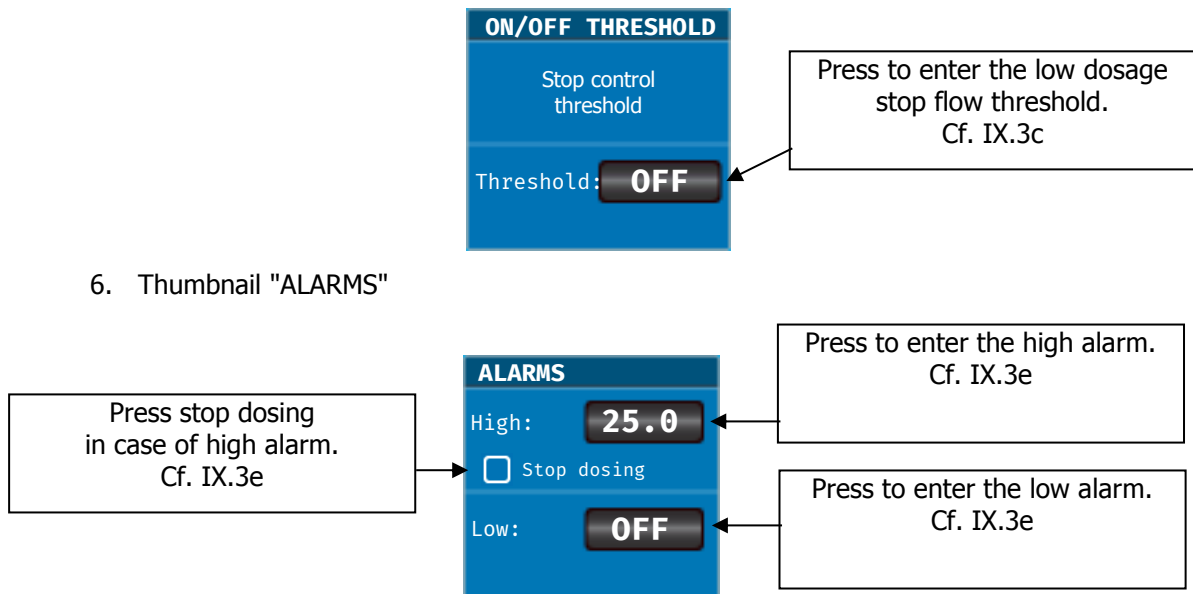 ON/OFF THRESHOLD
Stop control
threshold
Threshold: OFF
Press to enter the low dosage
stop flow threshold.
Cf. IX.3c
6. Thumbnail "ALARMS"
Press stop dosing
in case of high alarm.
Cf. IX.3e
ALARMS
High: 25.0
Stop dosing
Low: OFF
Press to enter the high alarm.
Cf. IX.3e
Press to enter the low alarm.
Cf. IX.3e